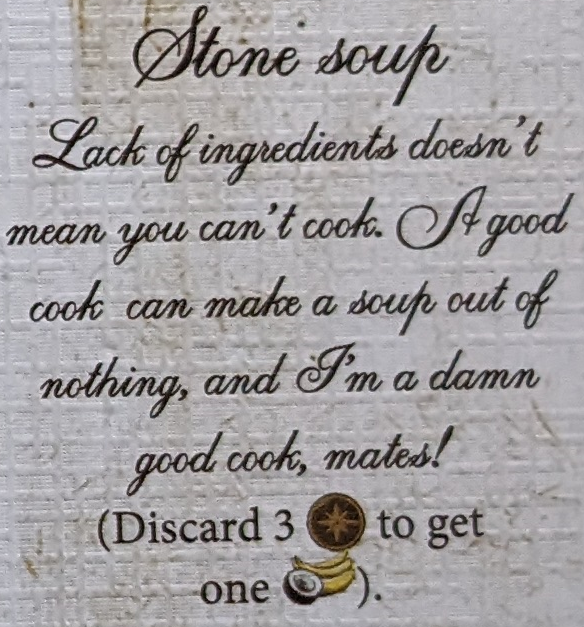 Stone soup
Lack of ingredients doesn't
mean you can't cook. A good
cook can make a soup out of
nothing, and I'm a damn
good cook, mates!
(Discard 3 to get
one ).